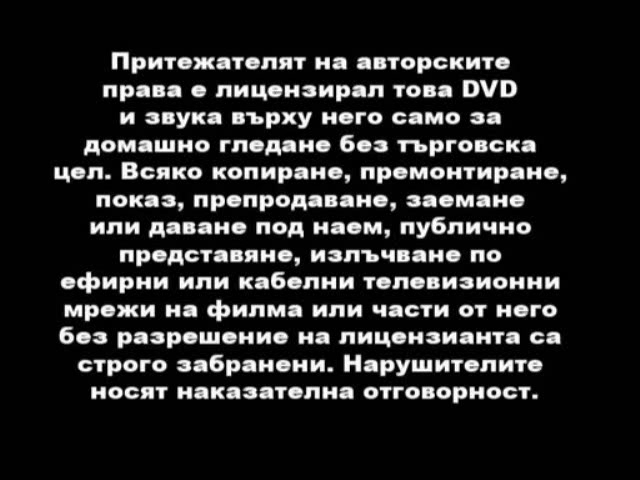 Притежателят на авторските
права е лицензирал това DVD
и звука върху него само за
домашно гледане без търговска
цел. Всяко копиране, премонтиране,
показ, препродаване, заемане
или даване под наем, публично
представяне, излъчване по
ефирни или кабелни телевизионни
мрежи на филма или части от него
без разрешение на лицензианта са
строго забранени. Нарушителите
носят наказателна отговорност.